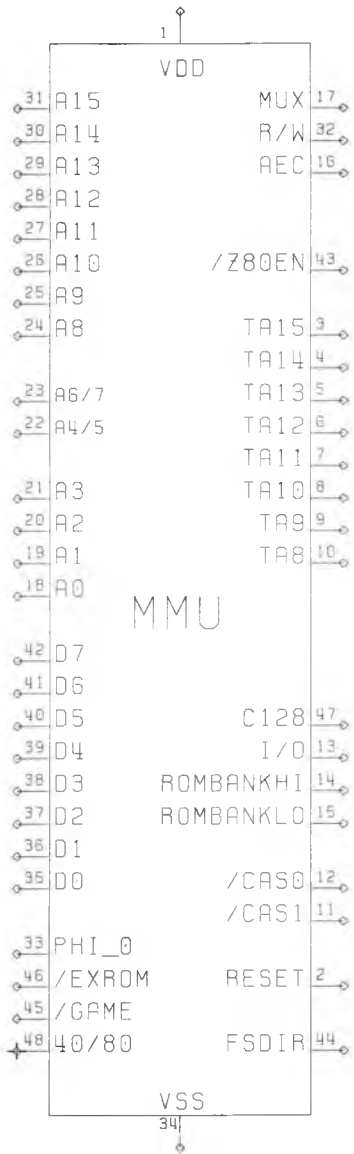 1
VDD
31 A15 MUX 17
30 A14 R/W 32
29 A13 AEC 16
28 A12
27 A11
26 A10 /Z80EN 43
25 A9
24 A8 TA15 3
TA14 4
23 A6/7 TA13 5
22 A4/5 TA12 6
TA11 7
21 A3 TA10 8
20 A2 TA9 9
19 A1 TA8 10
18 A0
MMU
42 D7
41 D6
40 D5 C128 47
39 D4 I/O 13
38 D3 ROMBANKHI 14
37 D2 ROMBANKLO 15
36 D1
35 D0 /CAS0 12
/CAS1 11
33 PHI_0
46 /EXROM RESET 2
45 /GAME
48 40/80 FSDIR 44
VSS
34